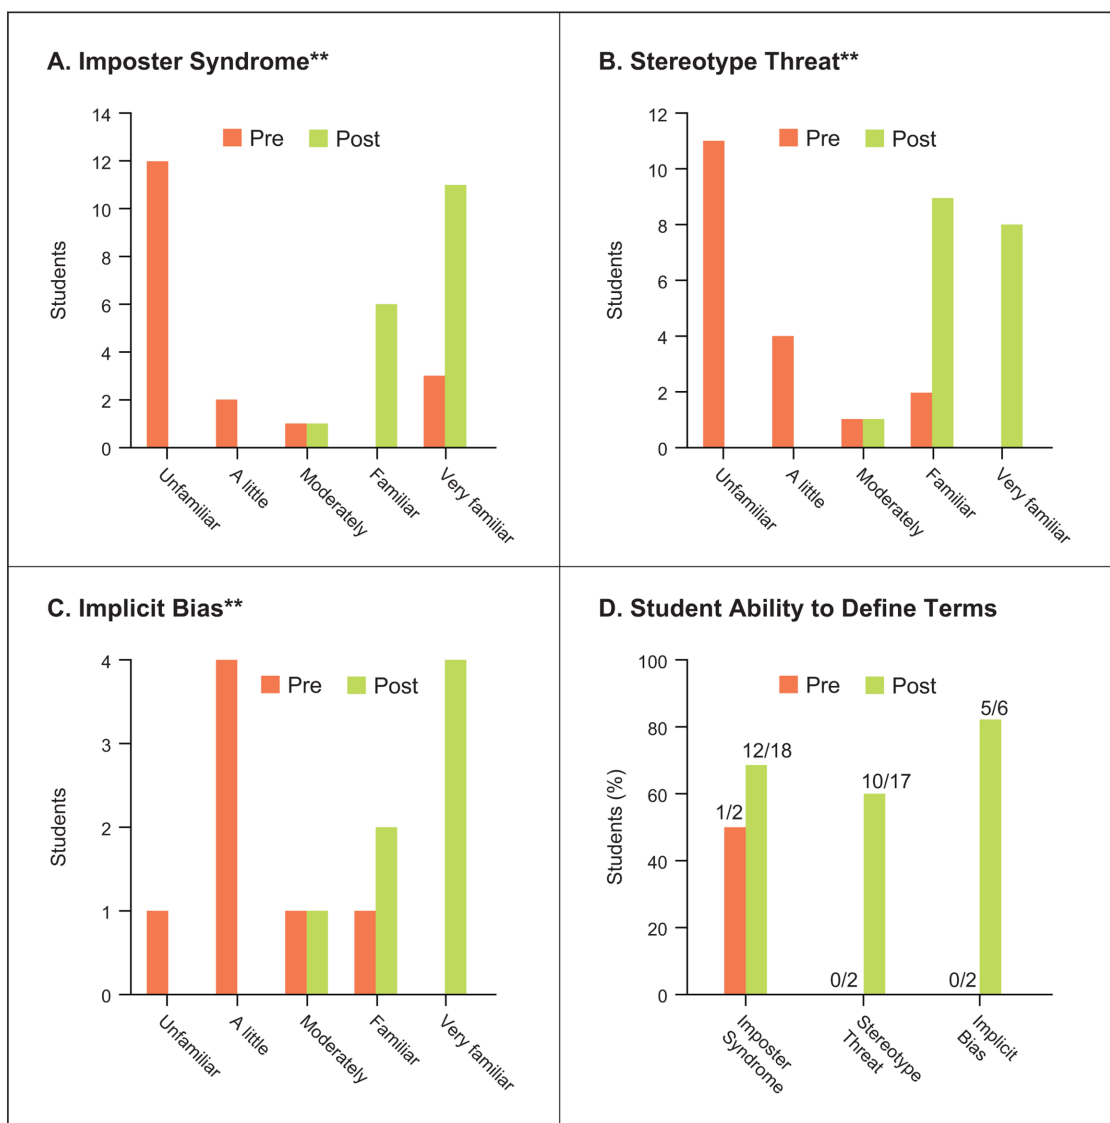 A. Imposter Syndrome**
Pre Post
14
12
10
8
6
4
2
0
Students
Unfamiliar
A little
Moderately
Familiar
Very familiar
B. Stereotype Threat**
Pre Post
12
10
8
6
4
2
0
Students
Unfamiliar
A little
Moderately
Familiar
Very familiar
C. Implicit Bias**
Pre Post
4
3
2
1
0
Students
Unfamiliar
A little
Moderately
Familiar
Very familiar
D. Student Ability to Define Terms
Pre Post
100
80
60
40
20
0
Students (%)
1/2
12/18
0/2
10/17
0/2
5/6
Imposter
Syndrome
Stereotype
Threat
Implicit
Bias